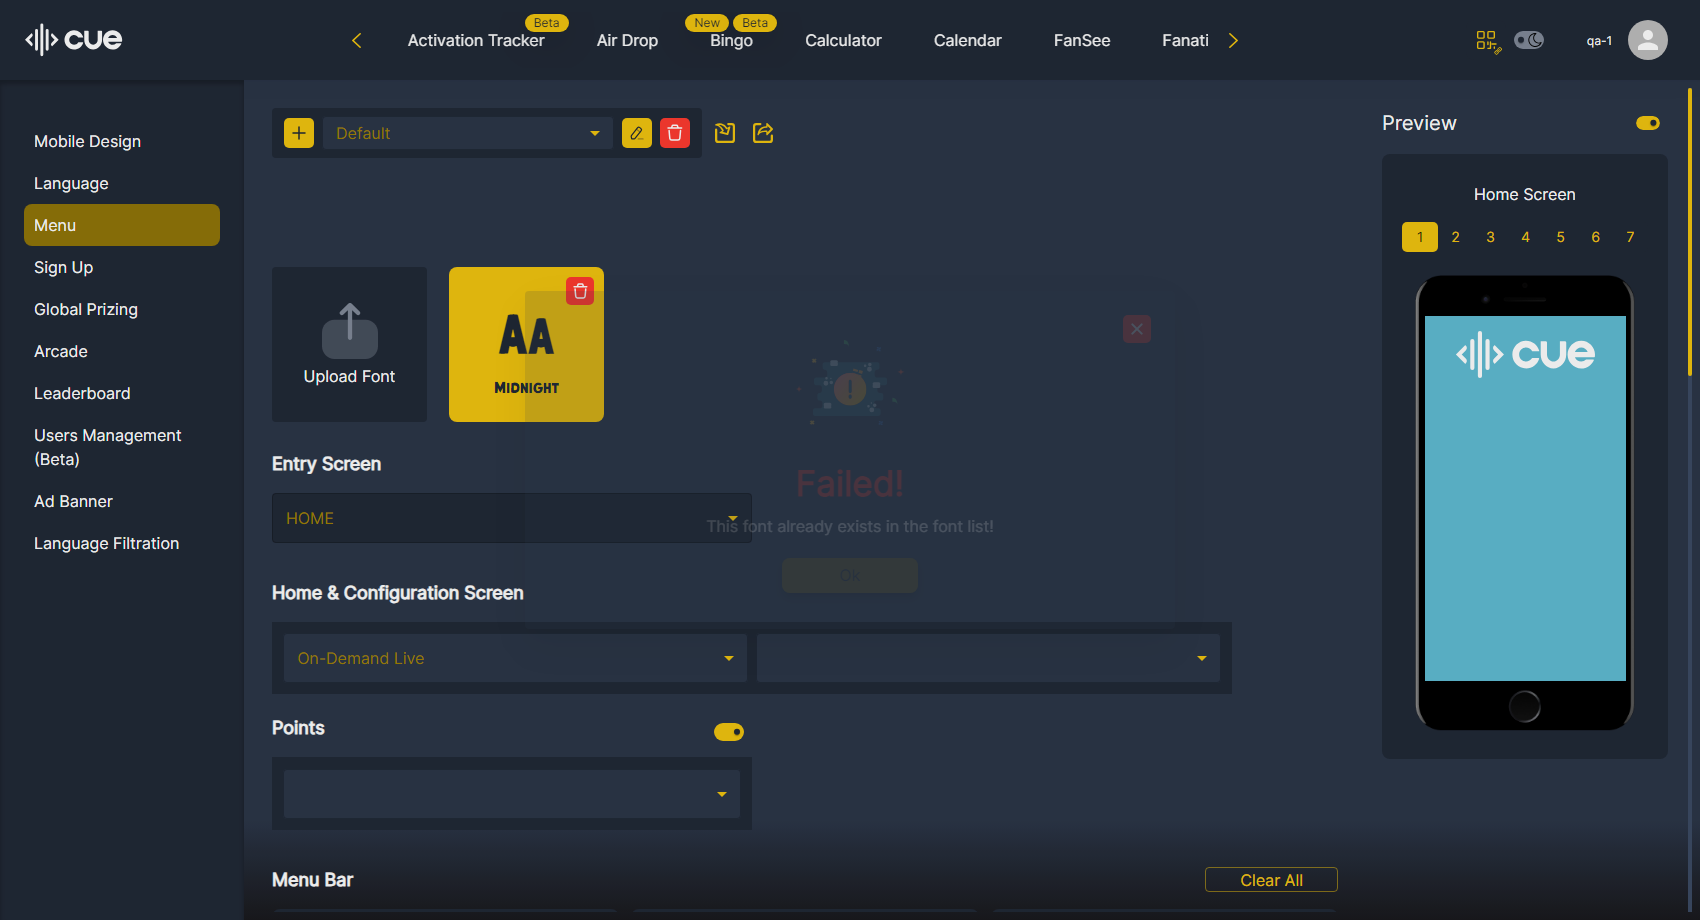 cue
Beta
New
Beta
Activation Tracker
Air Drop
Bingo
Calculator
Calendar
FanSee
Fanati
qa-1
Mobile Design
Language
Menu
Sign Up
Global Prizing
Arcade
Leaderboard
Users Management
(Beta)
Ad Banner
Language Filtration
Default
Upload Font
AA
MIDNIGHT
Failed!
This font already exists in the font list!
Ok
Entry Screen
HOME
Home & Configuration Screen
On-Demand Live
Points
Menu Bar
Clear All
Preview
Home Screen
1 2 3 4 5 6 7
cue